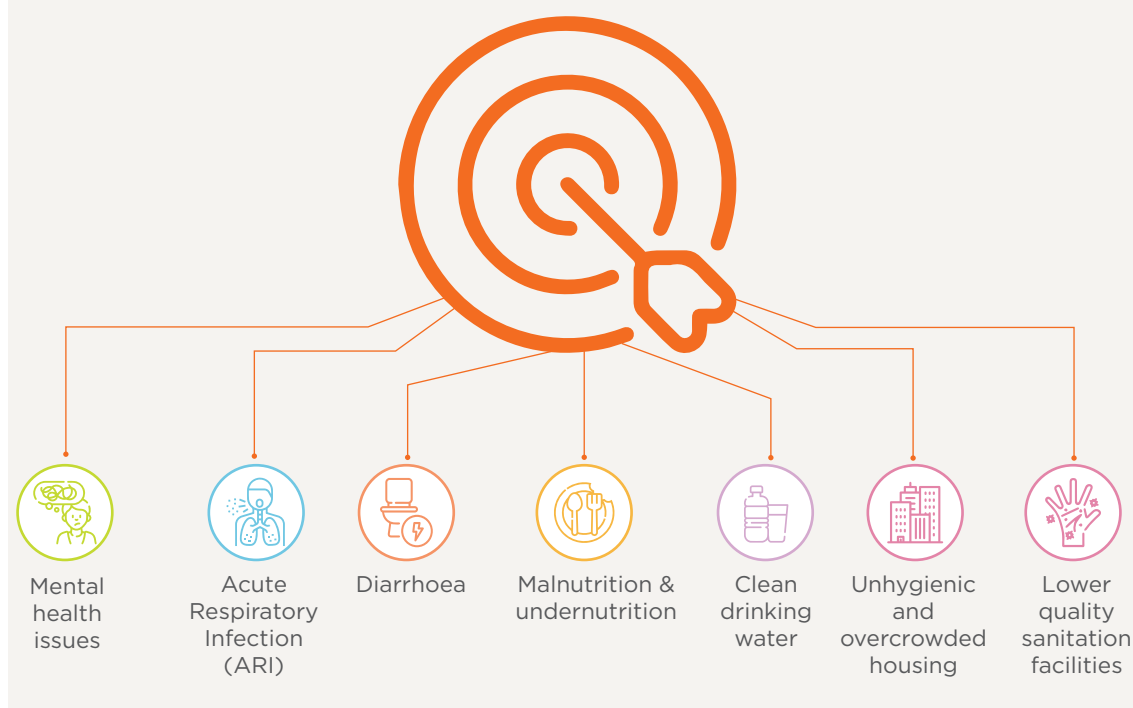 Mental
health
issues
Acute
Respiratory
Infection
(ARI)
Diarrhoea
Malnutrition &
undernutrition
Clean
drinking
water
Unhygienic
and
overcrowded
housing
Lower
quality
sanitation
facilities